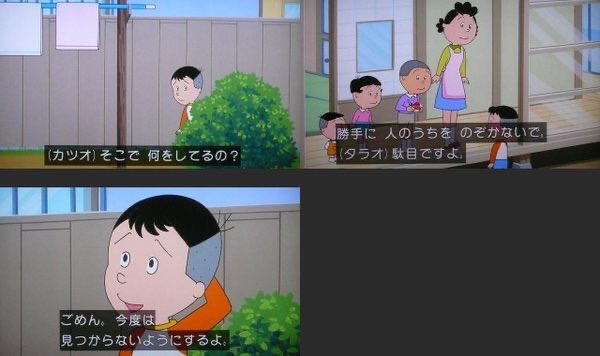 (カツオ)そこで 何をしてるの?
勝手に 人のうちを のぞかないで。
(タラオ)駄目ですよ。
ごめん。今度は
見つからないようにするよ。